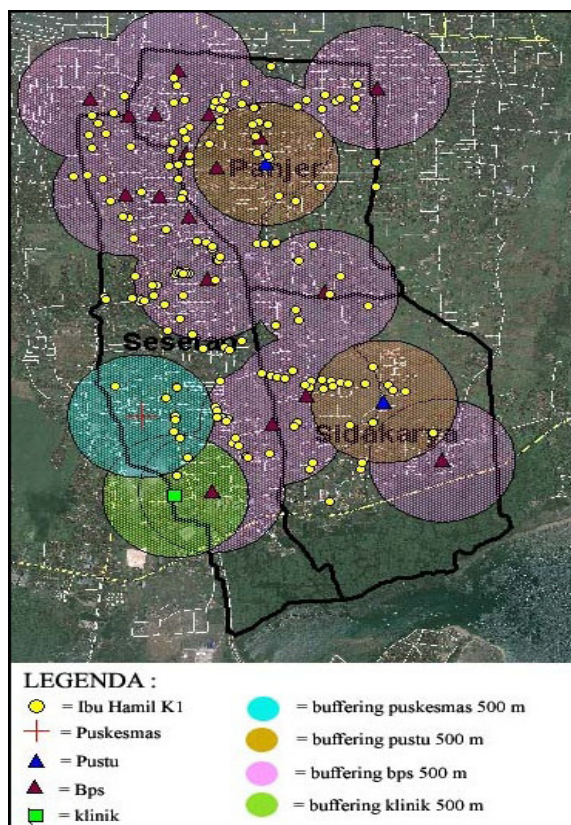 Panjer
Sesetan
Sidakarya
LEGENDA :
= Ibu Hamil K1
= Puskesmas
= Pustu
= Bps
= klinik
= buffering puskesmas 500 m
= buffering pustu 500 m
= buffering bps 500 m
= buffering klinik 500 m